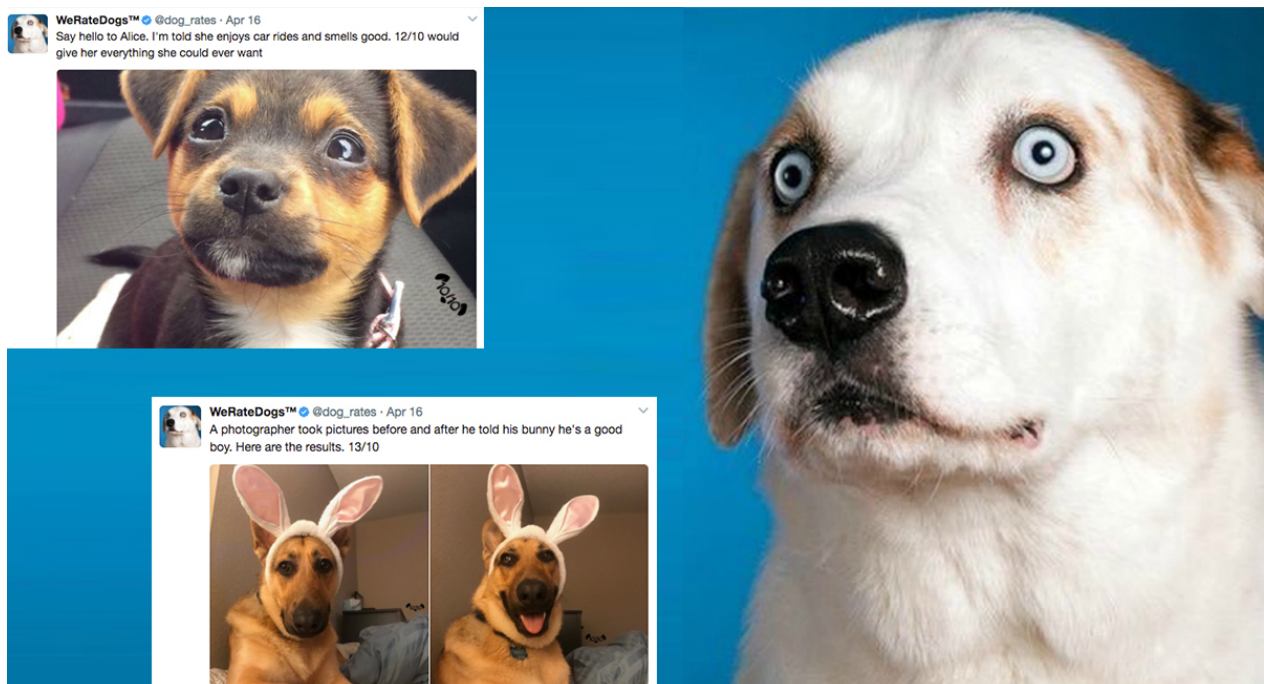 WeRateDogs™ @dog_rates · Apr 16
Say hello to Alice. I'm told she enjoys car rides and smells good. 12/10 would
give her everything she could ever want
10/10
WeRateDogs™ @dog_rates · Apr 16
A photographer took pictures before and after he told his bunny he's a good
boy. Here are the results. 13/10